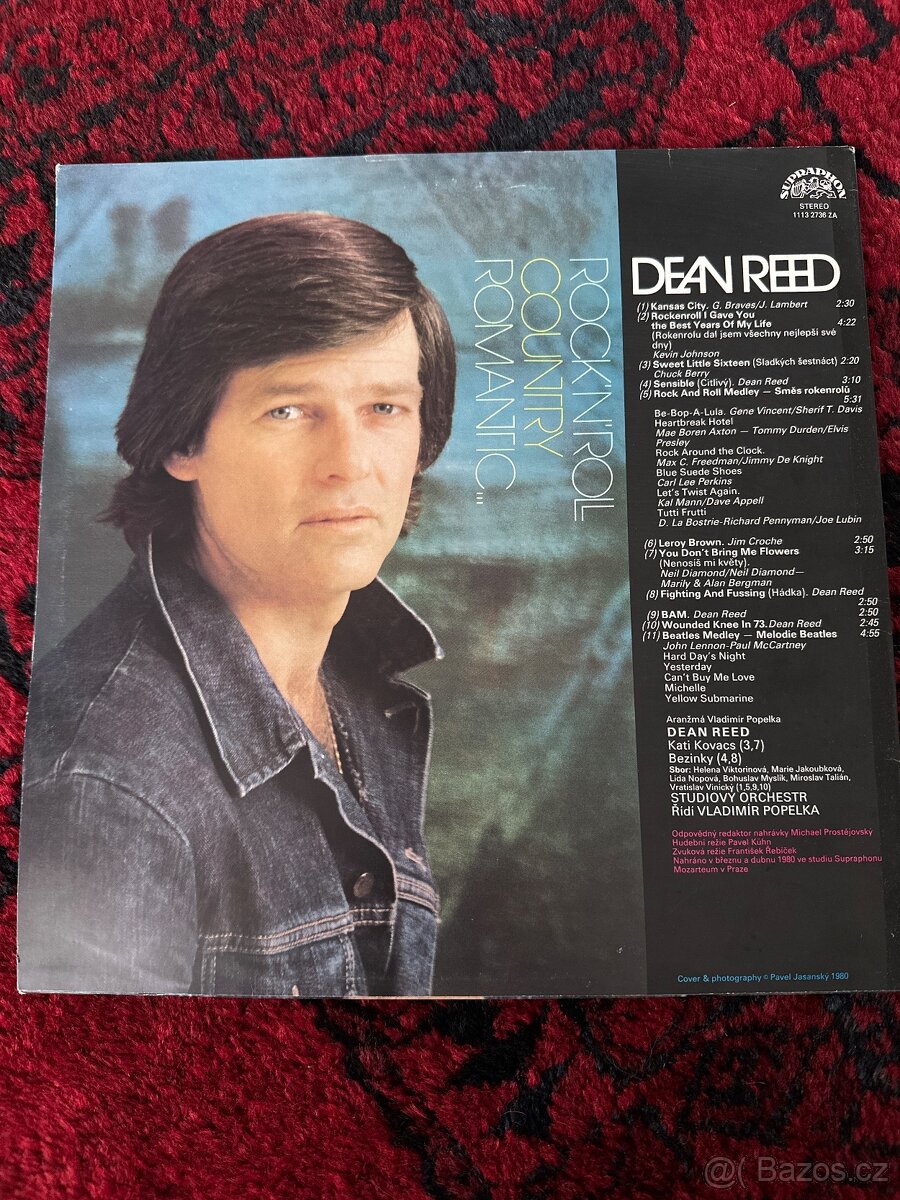 SUPRAPHON
STEREO
1113 2736 ZA
ROCK'N'ROLL
COUNTRY
ROMANTIC...
DEAN REED
(1) Kansas City. G. Braves/J. Lambert 2:30
(2) Rockenroll I Gave You
the Best Years Of My Life 4:22
(Rokenrolu dal jsem všechny nejlepší své
dny)
Kevin Johnson
(3) Sweet Little Sixteen (Sladkých šestnáct) 2:20
Chuck Berry
(4) Sensible (Citlivý). Dean Reed 3:10
(5) Rock And Roll Medley — Směs rokenrolů
5:31
Be-Bop-A-Lula. Gene Vincent/Sherif T. Davis
Heartbreak Hotel
Mae Boren Axton — Tommy Durden/Elvis
Presley
Rock Around the Clock.
Max C. Freedman/Jimmy De Knight
Blue Suede Shoes
Carl Lee Perkins
Let's Twist Again.
Kal Mann/Dave Appell
Tutti Frutti
D. La Bostrie-Richard Pennyman/Joe Lubin
(6) Leroy Brown. Jim Croche 2:50
(7) You Don't Bring Me Flowers 3:15
(Nenosíš mi květy).
Neil Diamond/Neil Diamond—
Marily & Alan Bergman
(8) Fighting And Fussing (Hádka). Dean Reed
2:50
(9) BAM. Dean Reed 2:50
(10) Wounded Knee In 73. Dean Reed 2:45
(11) Beatles Medley — Melodie Beatles 4:55
John Lennon-Paul McCartney
Hard Day's Night
Yesterday
Can't Buy Me Love
Michelle
Yellow Submarine
Aranžmá Vladimír Popelka
DEAN REED
Kati Kovacs (3,7)
Bezinky (4,8)
Sbor: Helena Viktorinová, Marie Jakoubková,
Lida Nopová, Bohuslav Myslík, Miroslav Talián,
Vratislav Vinický (1,5,9,10)
STUDIOVÝ ORCHESTR
Řídí VLADIMÍR POPELKA
Odpovědný redaktor nahrávky Michael Prostějovský
Hudební režie Pavel Kühn
Zvuková režie František Řebíček
Nahráno v březnu a dubnu 1980 ve studiu Supraphonu
Mozarteum v Praze
Cover & photography © Pavel Jasanský 1980
@( Bazoš.cz